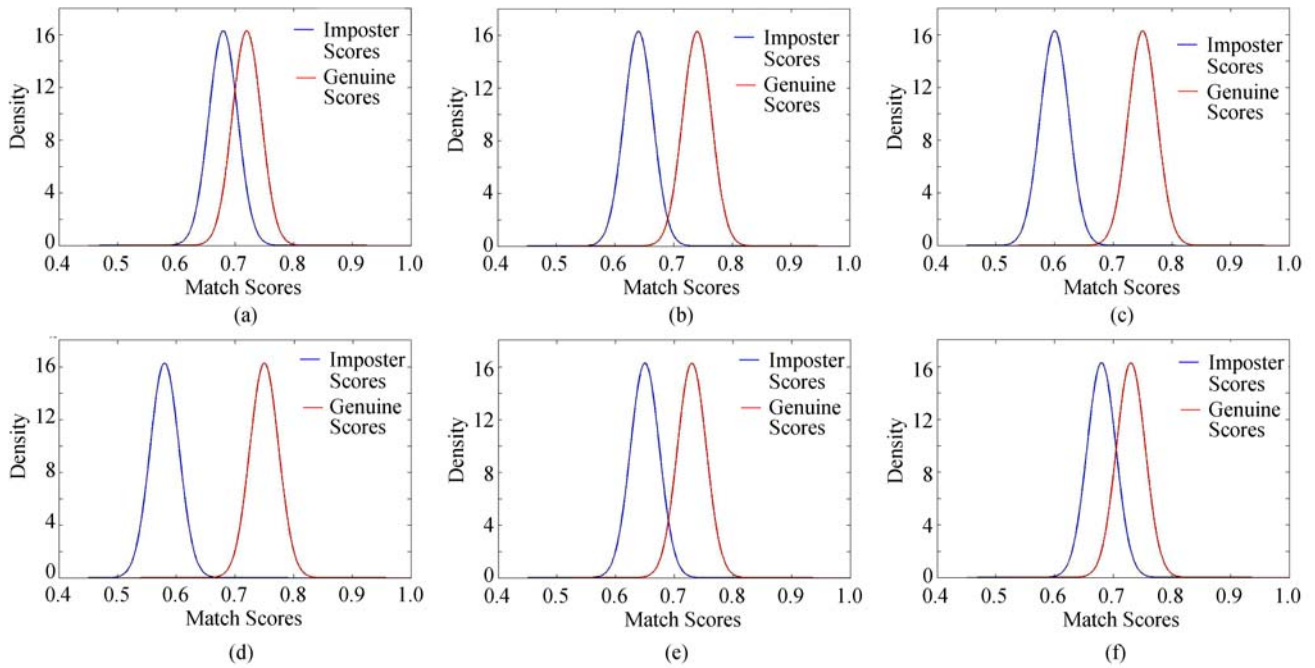 16
12
8
4
0
Density
Imposter
Scores
Genuine
Scores
0.4 0.5 0.6 0.7 0.8 0.9 1.0
Match Scores
(a)
16
12
8
4
0
Density
Imposter
Scores
Genuine
Scores
0.4 0.5 0.6 0.7 0.8 0.9 1.0
Match Scores
(b)
16
12
8
4
0
Density
Imposter
Scores
Genuine
Scores
0.4 0.5 0.6 0.7 0.8 0.9 1.0
Match Scores
(c)
16
12
8
4
0
Density
Imposter
Scores
Genuine
Scores
0.4 0.5 0.6 0.7 0.8 0.9 1.0
Match Scores
(d)
16
12
8
4
0
Density
Imposter
Scores
Genuine
Scores
0.4 0.5 0.6 0.7 0.8 0.9 1.0
Match Scores
(e)
16
12
8
4
0
Density
Imposter
Scores
Genuine
Scores
0.4 0.5 0.6 0.7 0.8 0.9 1.0
Match Scores
(f)